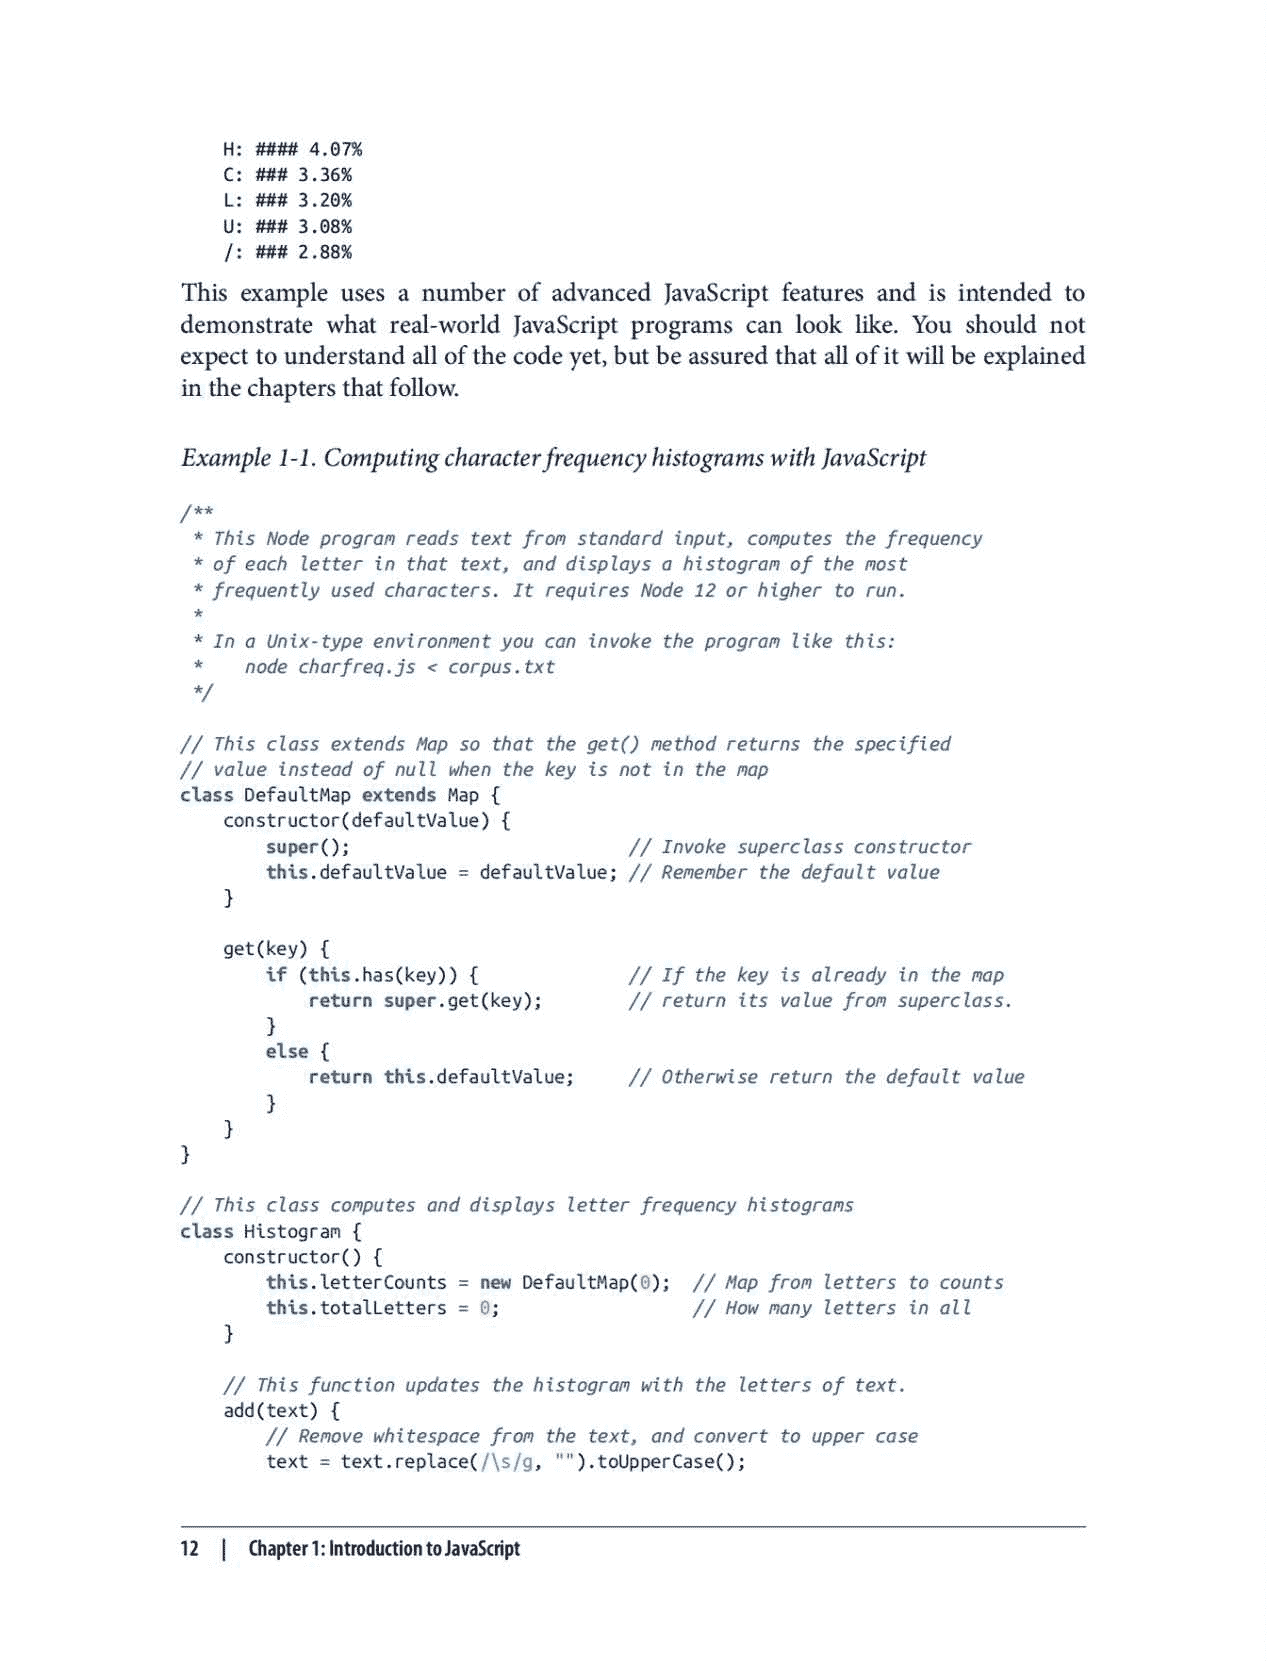 H: #### 4.07%
C: ### 3.36%
L: ### 3.20%
U: ### 3.08%
/: ### 2.88%
This example uses a number of advanced JavaScript features and is intended to
demonstrate what real-world JavaScript programs can look like. You should not
expect to understand all of the code yet, but be assured that all of it will be explained
in the chapters that follow.
Example 1-1. Computing character frequency histograms with JavaScript
/**
 * This Node program reads text from standard input, computes the frequency
 * of each letter in that text, and displays a histogram of the most
 * frequently used characters. It requires Node 12 or higher to run.
 *
 * In a Unix-type environment you can invoke the program like this:
 *    node charfreq.js < corpus.txt
 */
// This class extends Map so that the get() method returns the specified
// value instead of null when the key is not in the map
class DefaultMap extends Map {
    constructor(defaultValue) {
        super();                          // Invoke superclass constructor
        this.defaultValue = defaultValue; // Remember the default value
    }
    get(key) {
        if (this.has(key)) {              // If the key is already in the map
            return super.get(key);        // return its value from superclass.
        }
        else {
            return this.defaultValue;     // Otherwise return the default value
        }
    }
}
// This class computes and displays letter frequency histograms
class Histogram {
    constructor() {
        this.letterCounts = new DefaultMap(0);  // Map from letters to counts
        this.totalLetters = 0;                  // How many letters in all
    }
    // This function updates the histogram with the letters of text.
    add(text) {
        // Remove whitespace from the text, and convert to upper case
        text = text.replace(/\s/g, "").toUpperCase();
12 | Chapter 1: Introduction to JavaScript